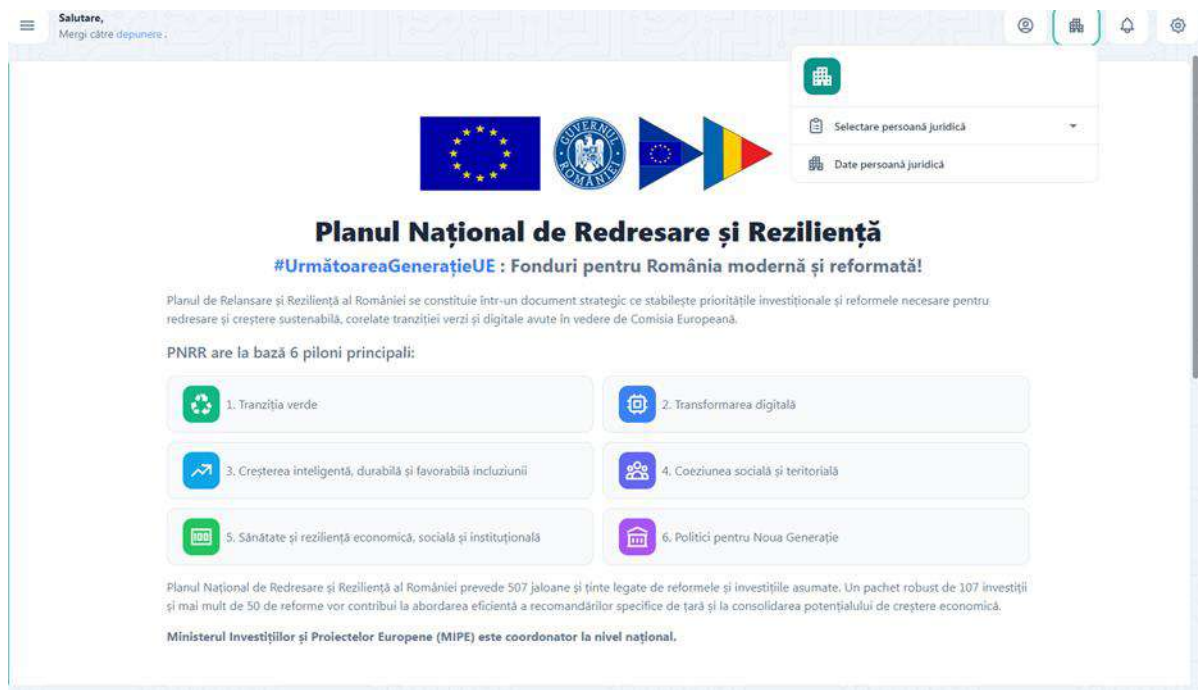 Salutare,
Mergi către depunere .
Selectare persoană juridică
Date persoană juridică
GUVERNUL ROMÂNIEI
Planul Național de Redresare și Reziliență
#UrmătoareaGenerațieUE : Fonduri pentru România modernă și reformată!
Planul de Relansare și Reziliență al României se constituie într-un document strategic ce stabilește prioritățile investiționale și reformele necesare pentru
redresare și creștere sustenabilă, corelate tranziției verzi și digitale avute în vedere de Comisia Europeană.
PNRR are la bază 6 piloni principali:
1. Tranziția verde
2. Transformarea digitală
3. Creșterea inteligentă, durabilă și favorabilă incluziunii
4. Coeziunea socială și teritorială
5. Sănătate și reziliență economică, socială și instituțională
6. Politici pentru Noua Generație
Planul Național de Redresare și Reziliență al României prevede 507 jaloane și ținte legate de reformele și investițiile asumate. Un pachet robust de 107 investiții
și mai mult de 50 de reforme vor contribui la abordarea eficientă a recomandărilor specifice de țară și la consolidarea potențialului de creștere economică.
Ministerul Investițiilor și Proiectelor Europene (MIPE) este coordonator la nivel național.